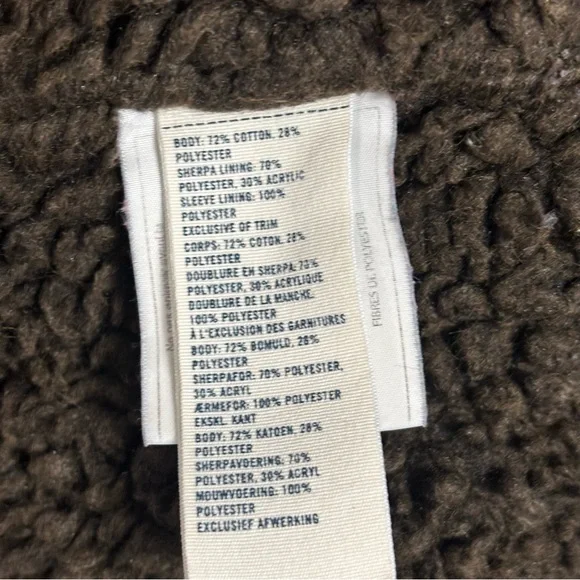 BODY: 72% COTTON, 28%
POLYESTER
SHERPA LINING: 70%
POLYESTER, 30% ACRYLIC
SLEEVE LINING: 100%
POLYESTER
EXCLUSIVE OF TRIM
CORPS: 72% COTON, 28%
POLYESTER
DOUBLURE EN SHERPA: 70%
POLYESTER, 30% ACRYLIQUE
DOUBLURE DE LA MANCHE:
100% POLYESTER
À L'EXCLUSION DES GARNITURES
BODY: 72% BOMULD, 28%
POLYESTER
SHERPAFOR: 70% POLYESTER,
30% ACRYL
ÆRMEFOR: 100% POLYESTER
EKSKL. KANT
BODY: 72% KATOEN, 28%
POLYESTER
SHERPAVOERING: 70%
POLYESTER, 30% ACRYL
MOUWVOERING: 100%
POLYESTER
EXCLUSIEF AFWERKING
FIBRES DE POLYESTER